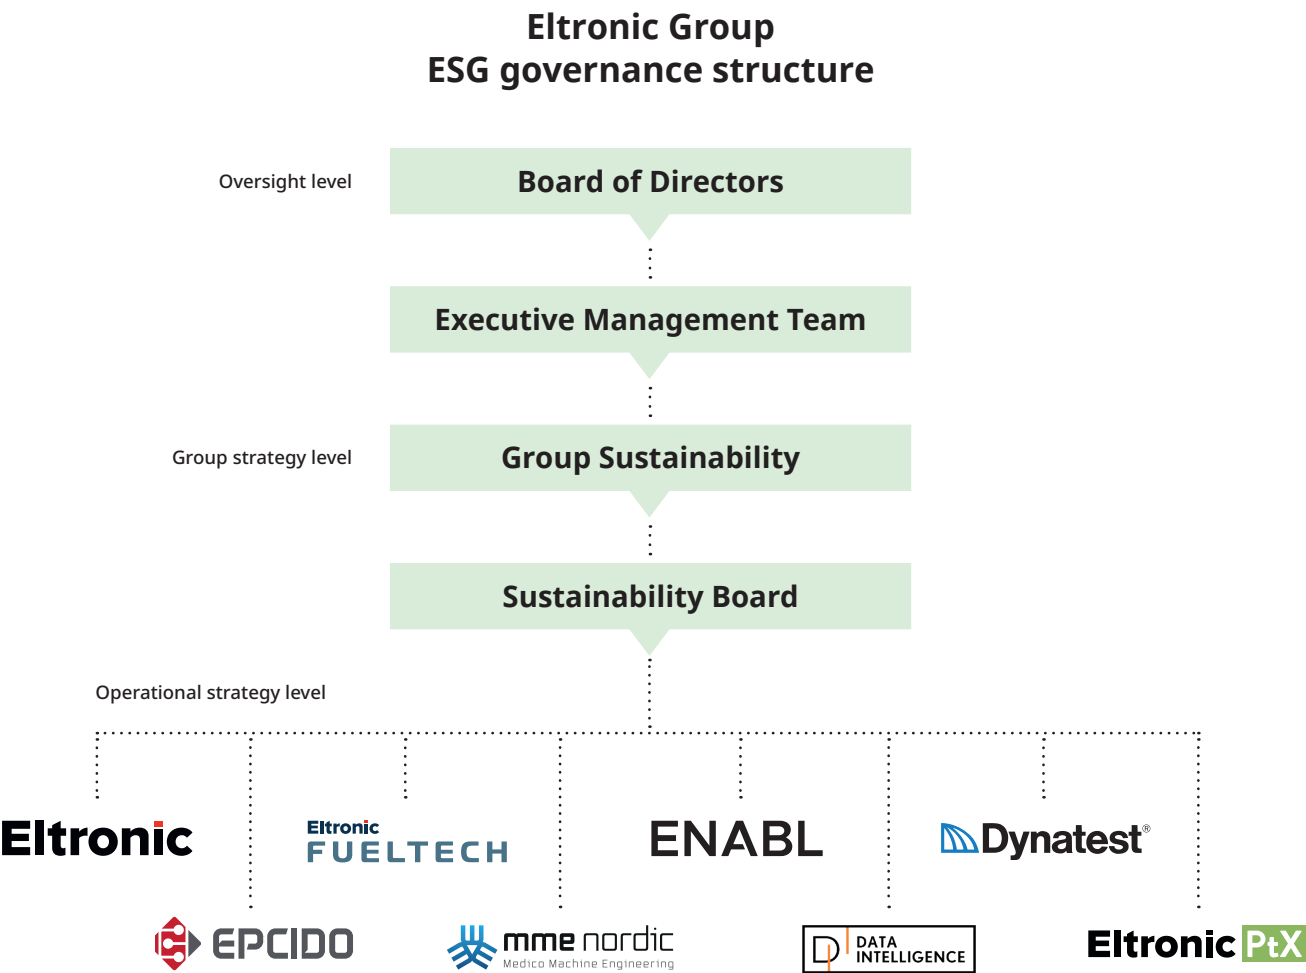 Eltronic Group
ESG governance structure
Oversight level
Board of Directors
Executive Management Team
Group strategy level
Group Sustainability
Sustainability Board
Operational strategy level
Eltronic
Eltronic
FUELTECH
ENABL
Dynatest®
EPCIDO
mme nordic
Medico Machine Engineering
D
DATA
INTELLIGENCE
Eltronic PtX